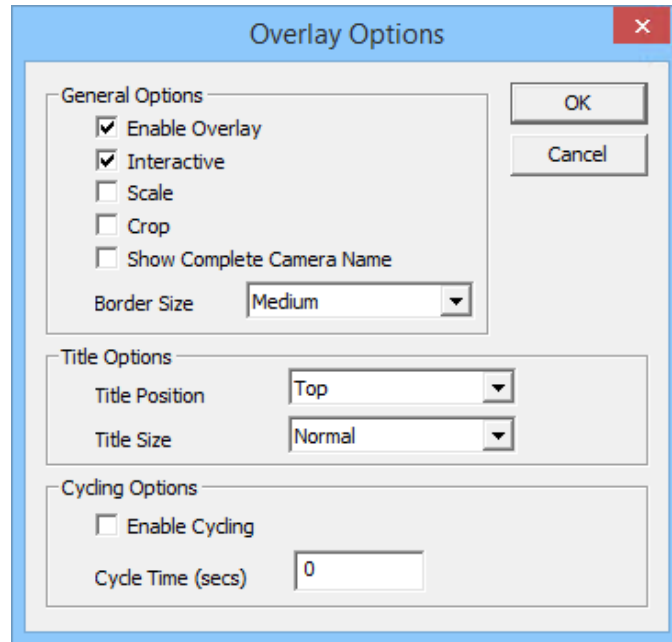 Overlay Options
General Options
OK
Enable Overlay
Cancel
Interactive
Scale
Crop
Show Complete Camera Name
Border Size Medium
Title Options
Title Position Top
Title Size Normal
Cycling Options
Enable Cycling
Cycle Time (secs) 0